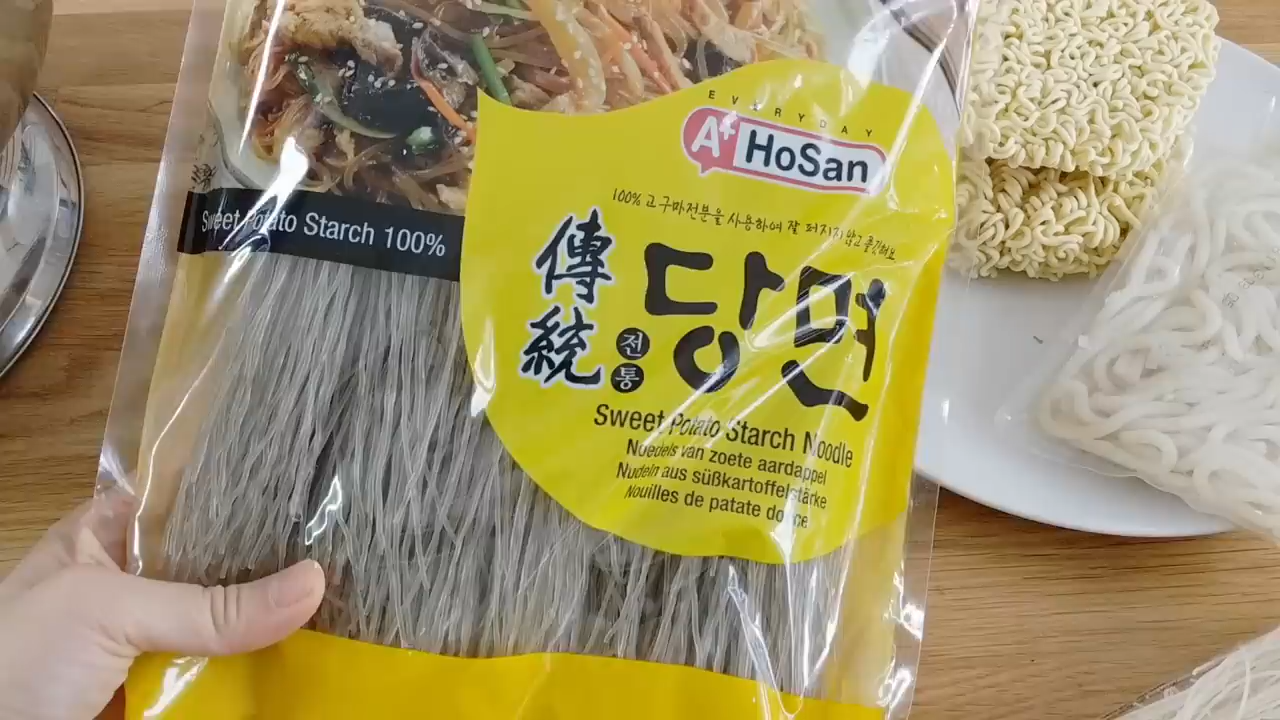 EVERYDAY
A+ HoSan
100% 고구마전분을 사용하여 잘 퍼지지 않고 쫄깃해요
Sweet Potato Starch 100%
傳統
전통
당면
Sweet Potato Starch Noodle
Noedels van zoete aardappel
Nudeln aus süßkartoffelstärke
Nouilles de patate douce